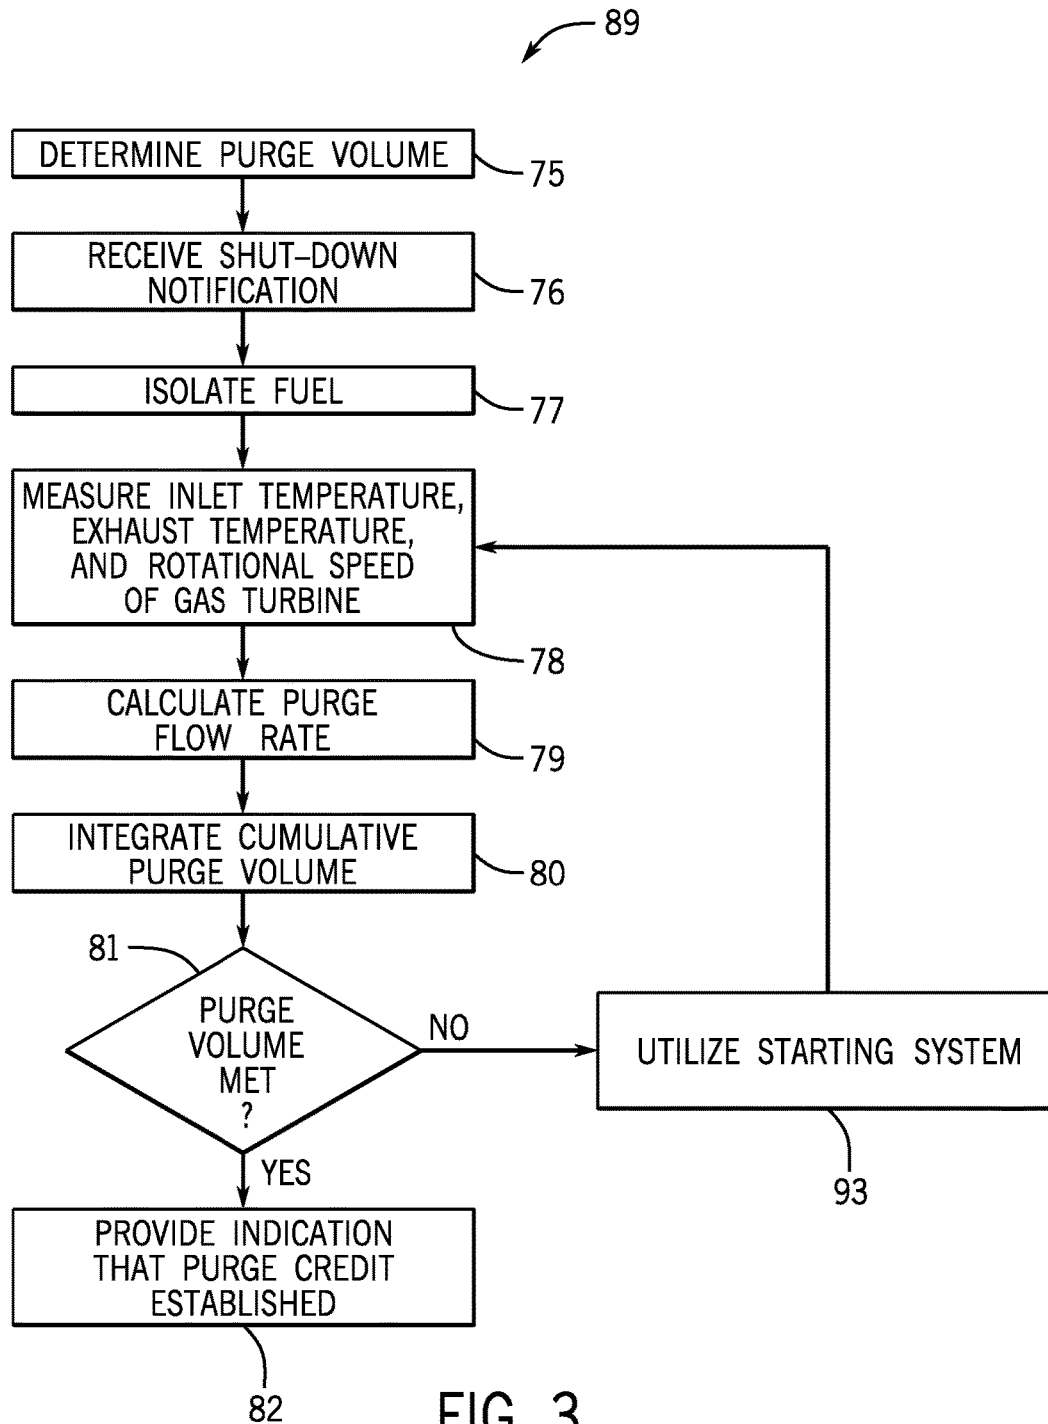 89
DETERMINE PURGE VOLUME
75
RECEIVE SHUT–DOWN
NOTIFICATION
76
ISOLATE FUEL
77
MEASURE INLET TEMPERATURE,
EXHAUST TEMPERATURE,
AND ROTATIONAL SPEED
OF GAS TURBINE
78
CALCULATE PURGE
FLOW RATE
79
INTEGRATE CUMULATIVE
PURGE VOLUME
80
81
PURGE
VOLUME
MET
?
NO
UTILIZE STARTING SYSTEM
93
YES
PROVIDE INDICATION
THAT PURGE CREDIT
ESTABLISHED
82
FIG. 3